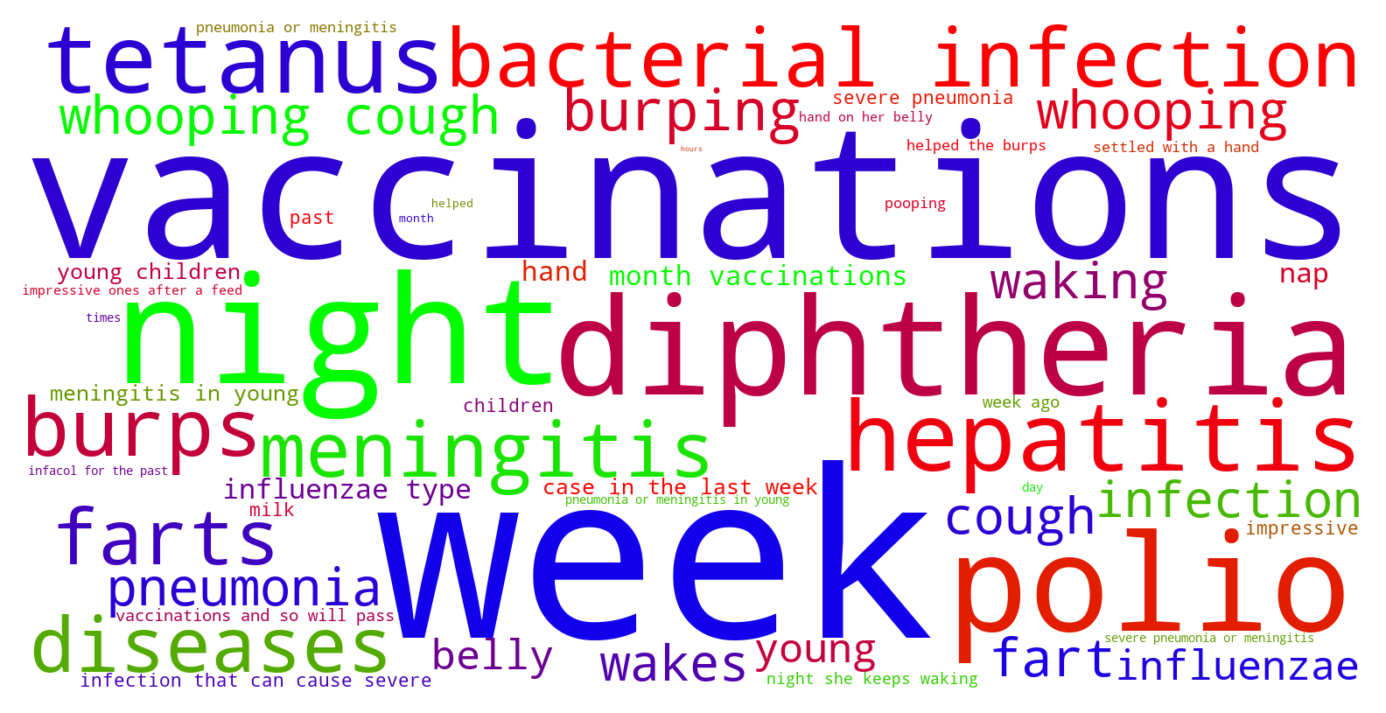 pneumonia or meningitis
tetanus
bacterial infection
whooping cough
burping
severe pneumonia
whooping
hand on her belly
vaccinations
hours
helped the burps
settled with a hand
past
helped
month
pooping
young children
hand
month vaccinations
waking
nap
impressive ones after a feed
times
night
diphtheria
meningitis in young
children
week ago
burps
meningitis
hepatitis
infacol for the past
influenzae type
case in the last week
milk
pneumonia or meningitis in young
day
infection
farts
week
cough
impressive
polio
pneumonia
vaccinations and so will pass
diseases
belly
wakes
young
severe pneumonia or meningitis
fart
influenzae
infection that can cause severe
night she keeps waking